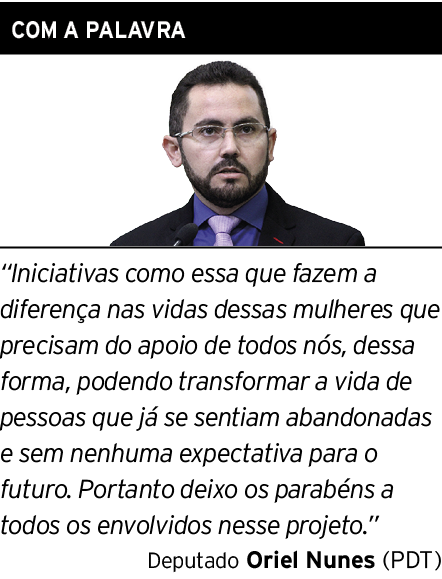 COM A PALAVRA
“Iniciativas como essa que fazem a
diferença nas vidas dessas mulheres que
precisam do apoio de todos nós, dessa
forma, podendo transformar a vida de
pessoas que já se sentiam abandonadas
e sem nenhuma expectativa para o
futuro. Portanto deixo os parabéns a
todos os envolvidos nesse projeto.”
Deputado Oriel Nunes (PDT)